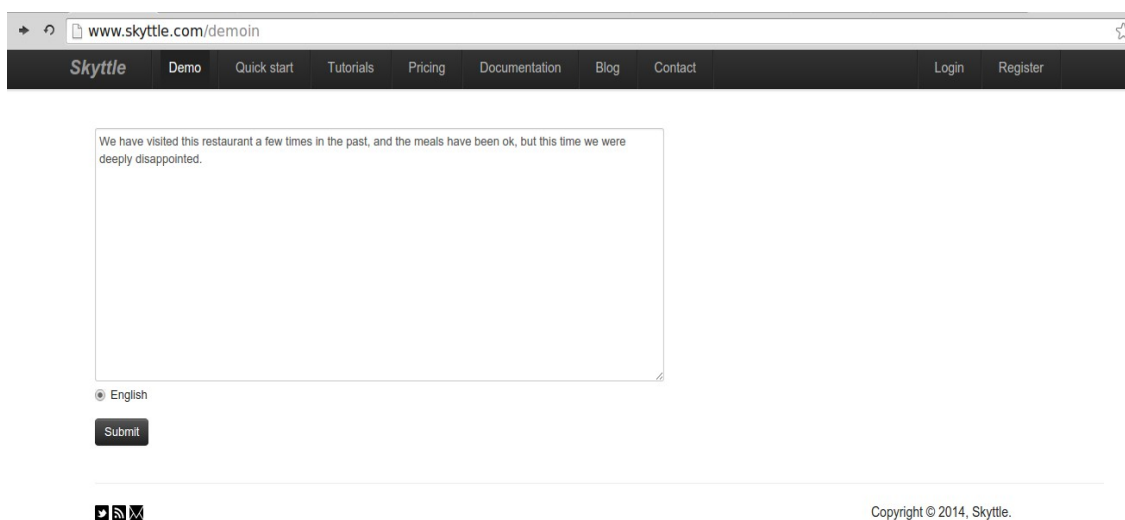 www.skyttle.com/demoin
Skyttle Demo Quick start Tutorials Pricing Documentation Blog Contact Login Register
We have visited this restaurant a few times in the past, and the meals have been ok, but this time we were
deeply disappointed.
English
Submit
Copyright © 2014, Skyttle.